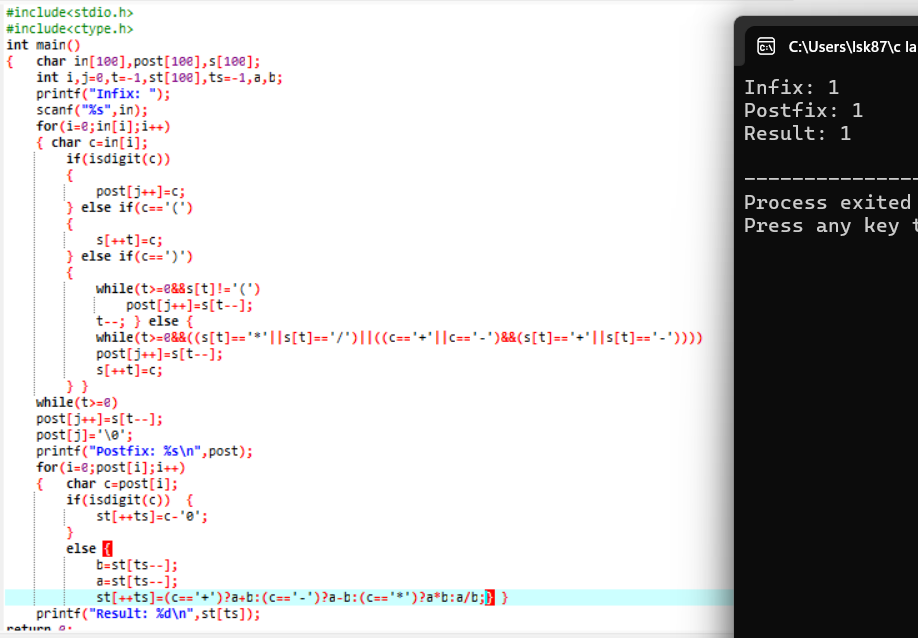 #include<stdio.h>
#include<ctype.h>
int main()
{   char in[100],post[100],s[100];
    int i,j=0,t=-1,st[100],ts=-1,a,b;
    printf("Infix: ");
    scanf("%s",in);
    for(i=0;in[i];i++)
    { char c=in[i];
        if(isdigit(c))
        {
            post[j++]=c;
        } else if(c=='(')
        {
            s[++t]=c;
        } else if(c==')')
        {
            while(t>=0&&s[t]!='(')
                post[j++]=s[t--];
            t--; } else {
            while(t>=0&&((s[t]=='*'||s[t]=='/')||((c=='+'||c=='-')&&(s[t]=='+'||s[t]=='-'))))
            post[j++]=s[t--];
            s[++t]=c;
        } }
    while(t>=0)
    post[j++]=s[t--];
    post[j]='\0';
    printf("Postfix: %s\n",post);
    for(i=0;post[i];i++)
    {   char c=post[i];
        if(isdigit(c))  {
            st[++ts]=c-'0';
        }
        else {
            b=st[ts--];
            a=st[ts--];
            st[++ts]=(c=='+')?a+b:(c=='-')?a-b:(c=='*')?a*b:a/b;} }
    printf("Result: %d\n",st[ts]);
return 0;
C:\Users\lsk87\c la
Infix: 1
Postfix: 1
Result: 1
---------------
Process exited
Press any key t